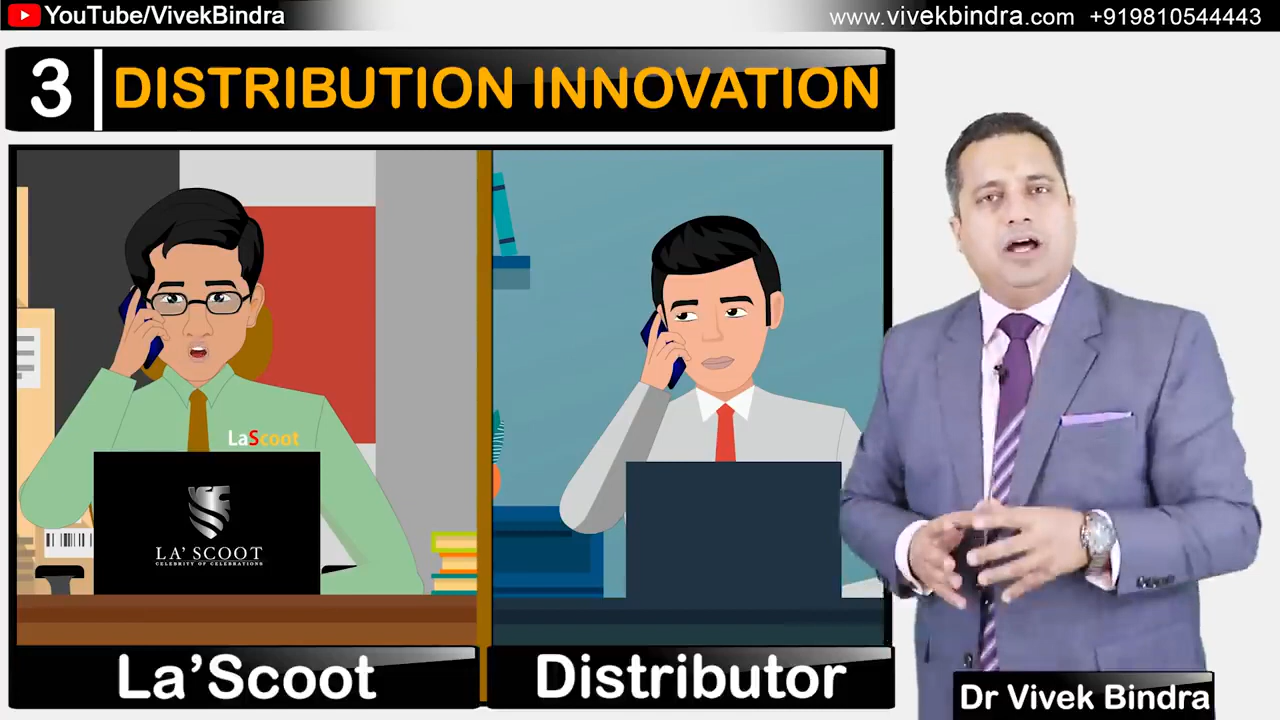 YouTube/VivekBindra
www.vivekbindra.com +919810544443
3 DISTRIBUTION INNOVATION
LaScoot
LA' SCOOT
CELEBRITY OF CELEBRATIONS
La’Scoot
Distributor
Dr Vivek Bindra